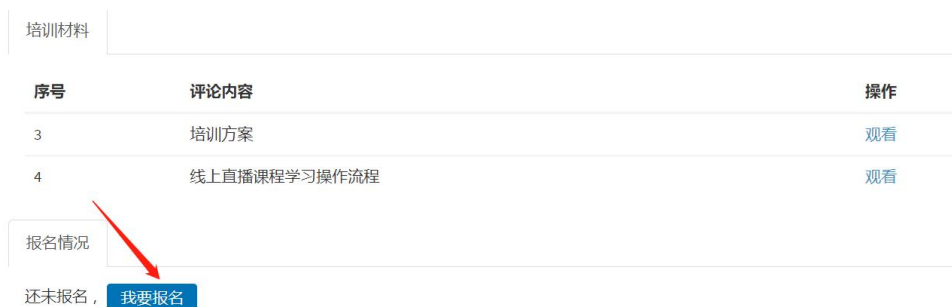 培训材料
序号 评论内容 操作
3 培训方案 观看
4 线上直播课程学习操作流程 观看
报名情况
还未报名， 我要报名